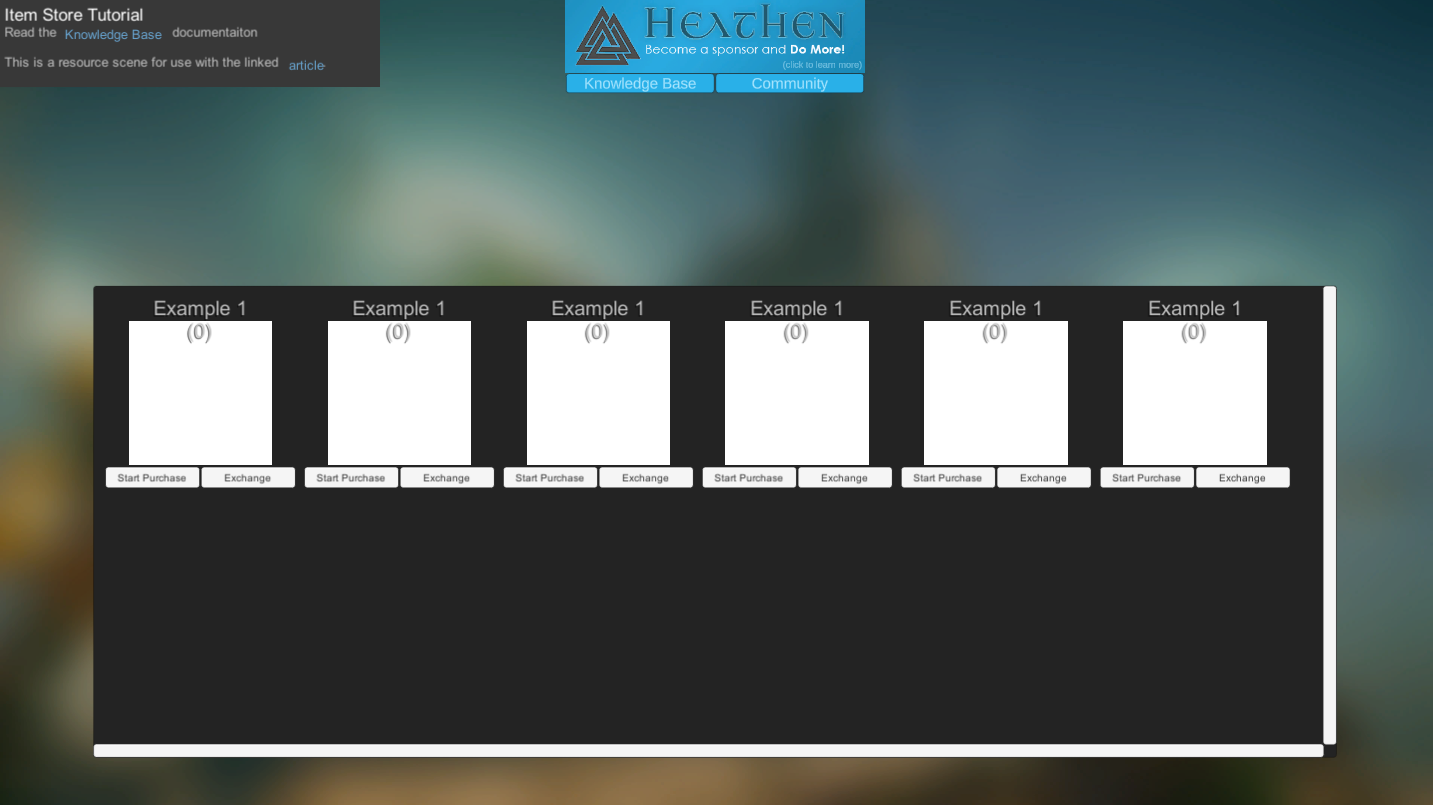 Item Store Tutorial
Read the Knowledge Base documentaiton
This is a resource scene for use with the linked article.
HEATHEN
Become a sponsor and Do More!
(click to learn more)
Knowledge Base Community
Example 1 Example 1 Example 1 Example 1 Example 1 Example 1
(0) (0) (0) (0) (0) (0)
Start Purchase Exchange Start Purchase Exchange Start Purchase Exchange Start Purchase Exchange Start Purchase Exchange Start Purchase Exchange